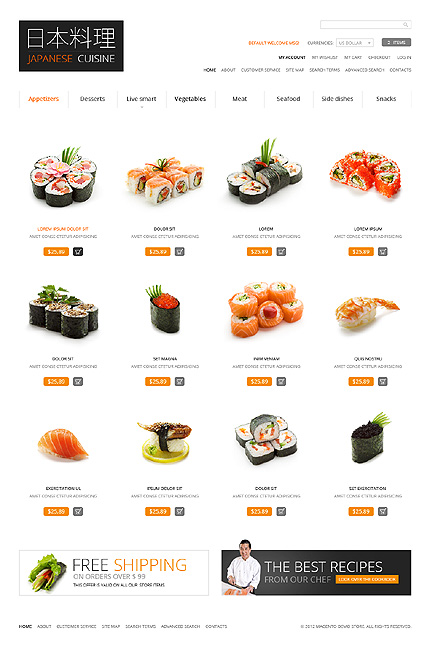 日本料理
JAPANESE CUISINE
DEFAULT WELCOME MSG! CURRENCIES: US DOLLAR ITEMS
MY ACCOUNT MY WISHLIST MY CART CHECKOUT LOG IN
HOME ABOUT CUSTOMER SERVICE SITE MAP SEARCH TERMS ADVANCED SEARCH CONTACTS
Appetizers Desserts Live smart Vegetables Meat Seafood Side dishes Snacks
LOREM IPSUM DOLOR SIT DOLOR SIT LOREM LOREM IPSUM
AMET CONSE CTETUR ADIPISICING AMET CONSE CTETUR ADIPISICING AMET CONSE CTETUR ADIPISICING AMET CONSE CTETUR ADIPISICING
$25.89 $25.89 $25.89 $25.89
DOLOR SIT SET MAGNA ENIM VENIAM QUIS NOSTRU
AMET CONSE CTETUR ADIPISICING AMET CONSE CTETUR ADIPISICING AMET CONSE CTETUR ADIPISICING AMET CONSE CTETUR ADIPISICING
$25.89 $25.89 $25.89 $25.89
EXERCITATION UL IPSUM DOLOR SIT DOLOR SIT SET EXERCITATION
AMET CONSE CTETUR ADIPISICING AMET CONSE CTETUR ADIPISICING AMET CONSE CTETUR ADIPISICING AMET CONSE CTETUR ADIPISICING
$25.89 $25.89 $25.89 $25.89
FREE SHIPPING
ON ORDERS OVER $ 99
THIS OFFER IS VALID ON ALL OUR STORE ITEMS
THE BEST RECIPES
FROM OUR CHEF LOOK OVER THE COOKBOOK
HOME ABOUT CUSTOMER SERVICE SITE MAP SEARCH TERMS ADVANCED SEARCH CONTACTS © 2012 MAGENTO DEMO STORE. ALL RIGHTS RESERVED.